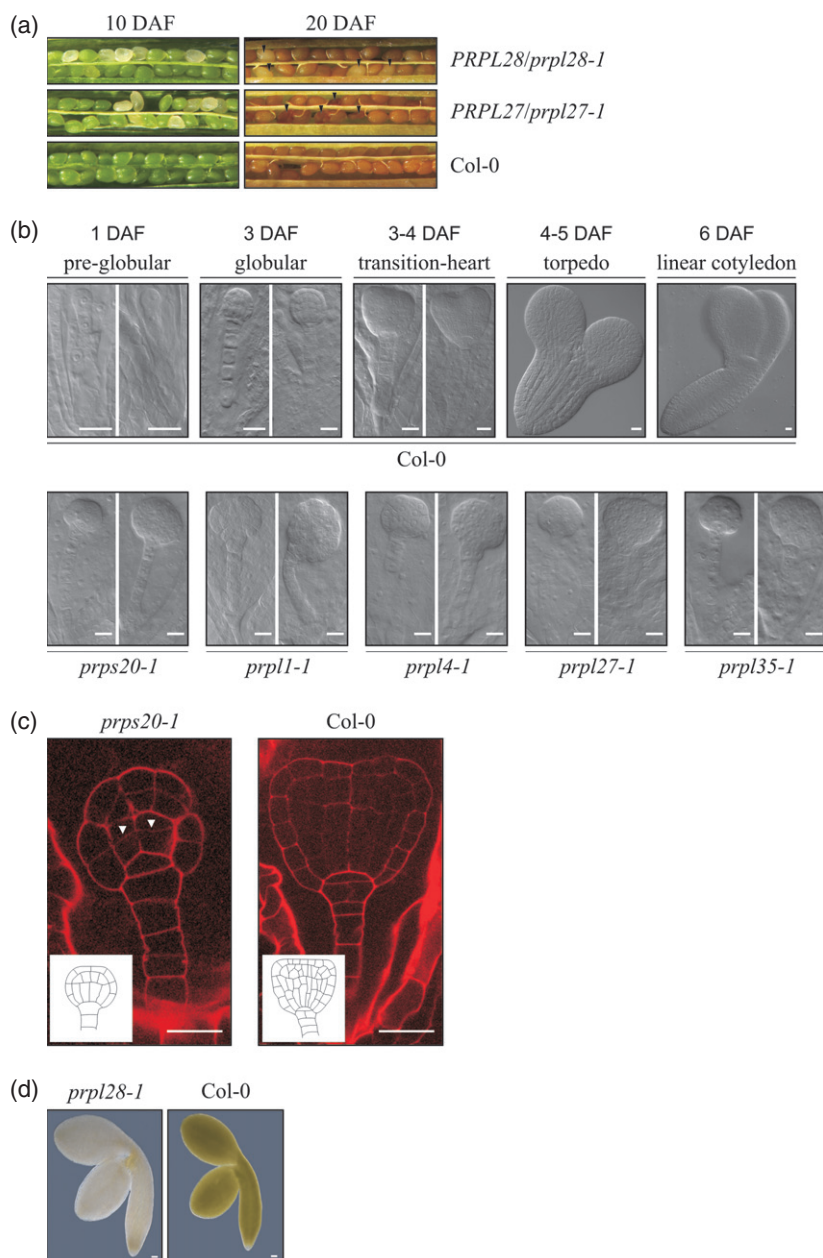 (a)
10 DAF 20 DAF
PRPL28/prpl28-1
PRPL27/prpl27-1
Col-0
(b)
1 DAF 3 DAF 3-4 DAF 4-5 DAF 6 DAF
pre-globular globular transition-heart torpedo linear cotyledon
Col-0
prps20-1 prpl1-1 prpl4-1 prpl27-1 prpl35-1
(c)
prps20-1 Col-0
(d)
prpl28-1 Col-0